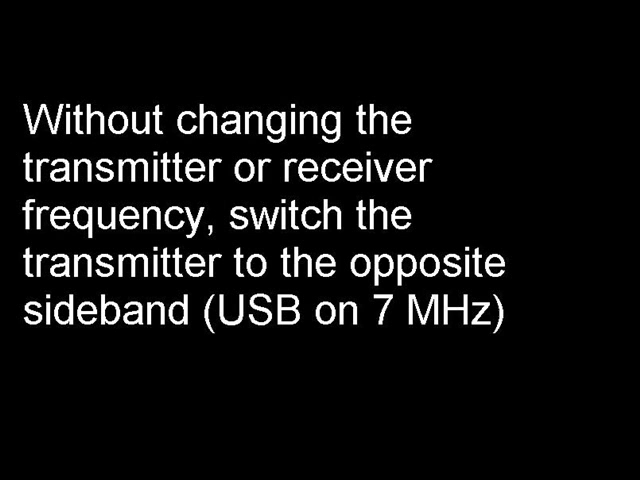 Without changing the
transmitter or receiver
frequency, switch the
transmitter to the opposite
sideband (USB on 7 MHz)